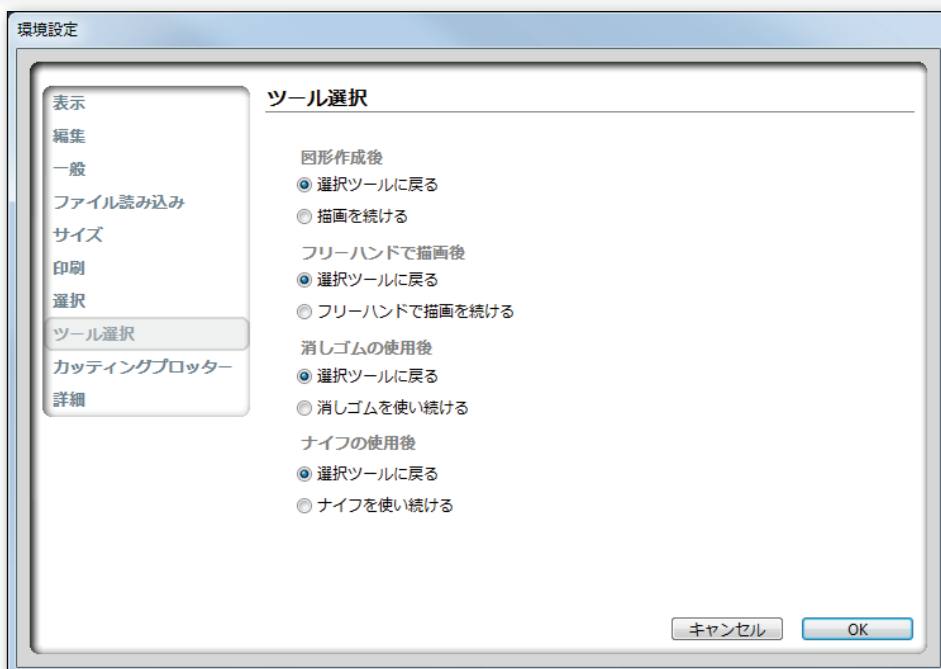 環境設定
表示
編集
一般
ファイル読み込み
サイズ
印刷
選択
ツール選択
カッティングプロッター
詳細
ツール選択
図形作成後
選択ツールに戻る
描画を続ける
フリーハンドで描画後
選択ツールに戻る
フリーハンドで描画を続ける
消しゴムの使用後
選択ツールに戻る
消しゴムを使い続ける
ナイフの使用後
選択ツールに戻る
ナイフを使い続ける
キャンセル
OK